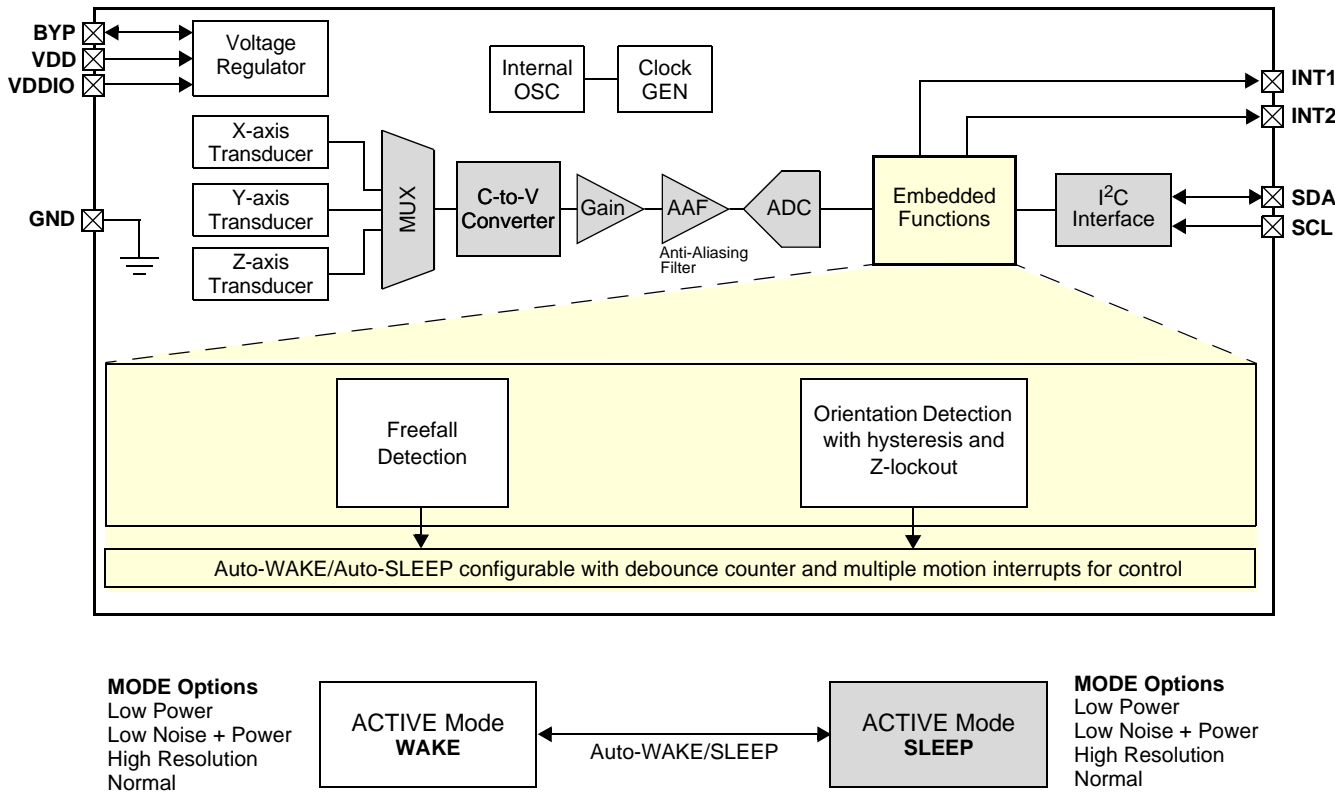 BYP
VDD
VDDIO
Voltage
Regulator
Internal
OSC
Clock
GEN
INT1
INT2
X-axis
Transducer
Y-axis
Transducer
Z-axis
Transducer
MUX
C-to-V
Converter
Gain
AAF
Anti-Aliasing
Filter
ADC
Embedded
Functions
I²C
Interface
SDA
SCL
GND
Freefall
Detection
Orientation Detection
with hysteresis and
Z-lockout
Auto-WAKE/Auto-SLEEP configurable with debounce counter and multiple motion interrupts for control
MODE Options
Low Power
Low Noise + Power
High Resolution
Normal
ACTIVE Mode
WAKE
Auto-WAKE/SLEEP
ACTIVE Mode
SLEEP
MODE Options
Low Power
Low Noise + Power
High Resolution
Normal